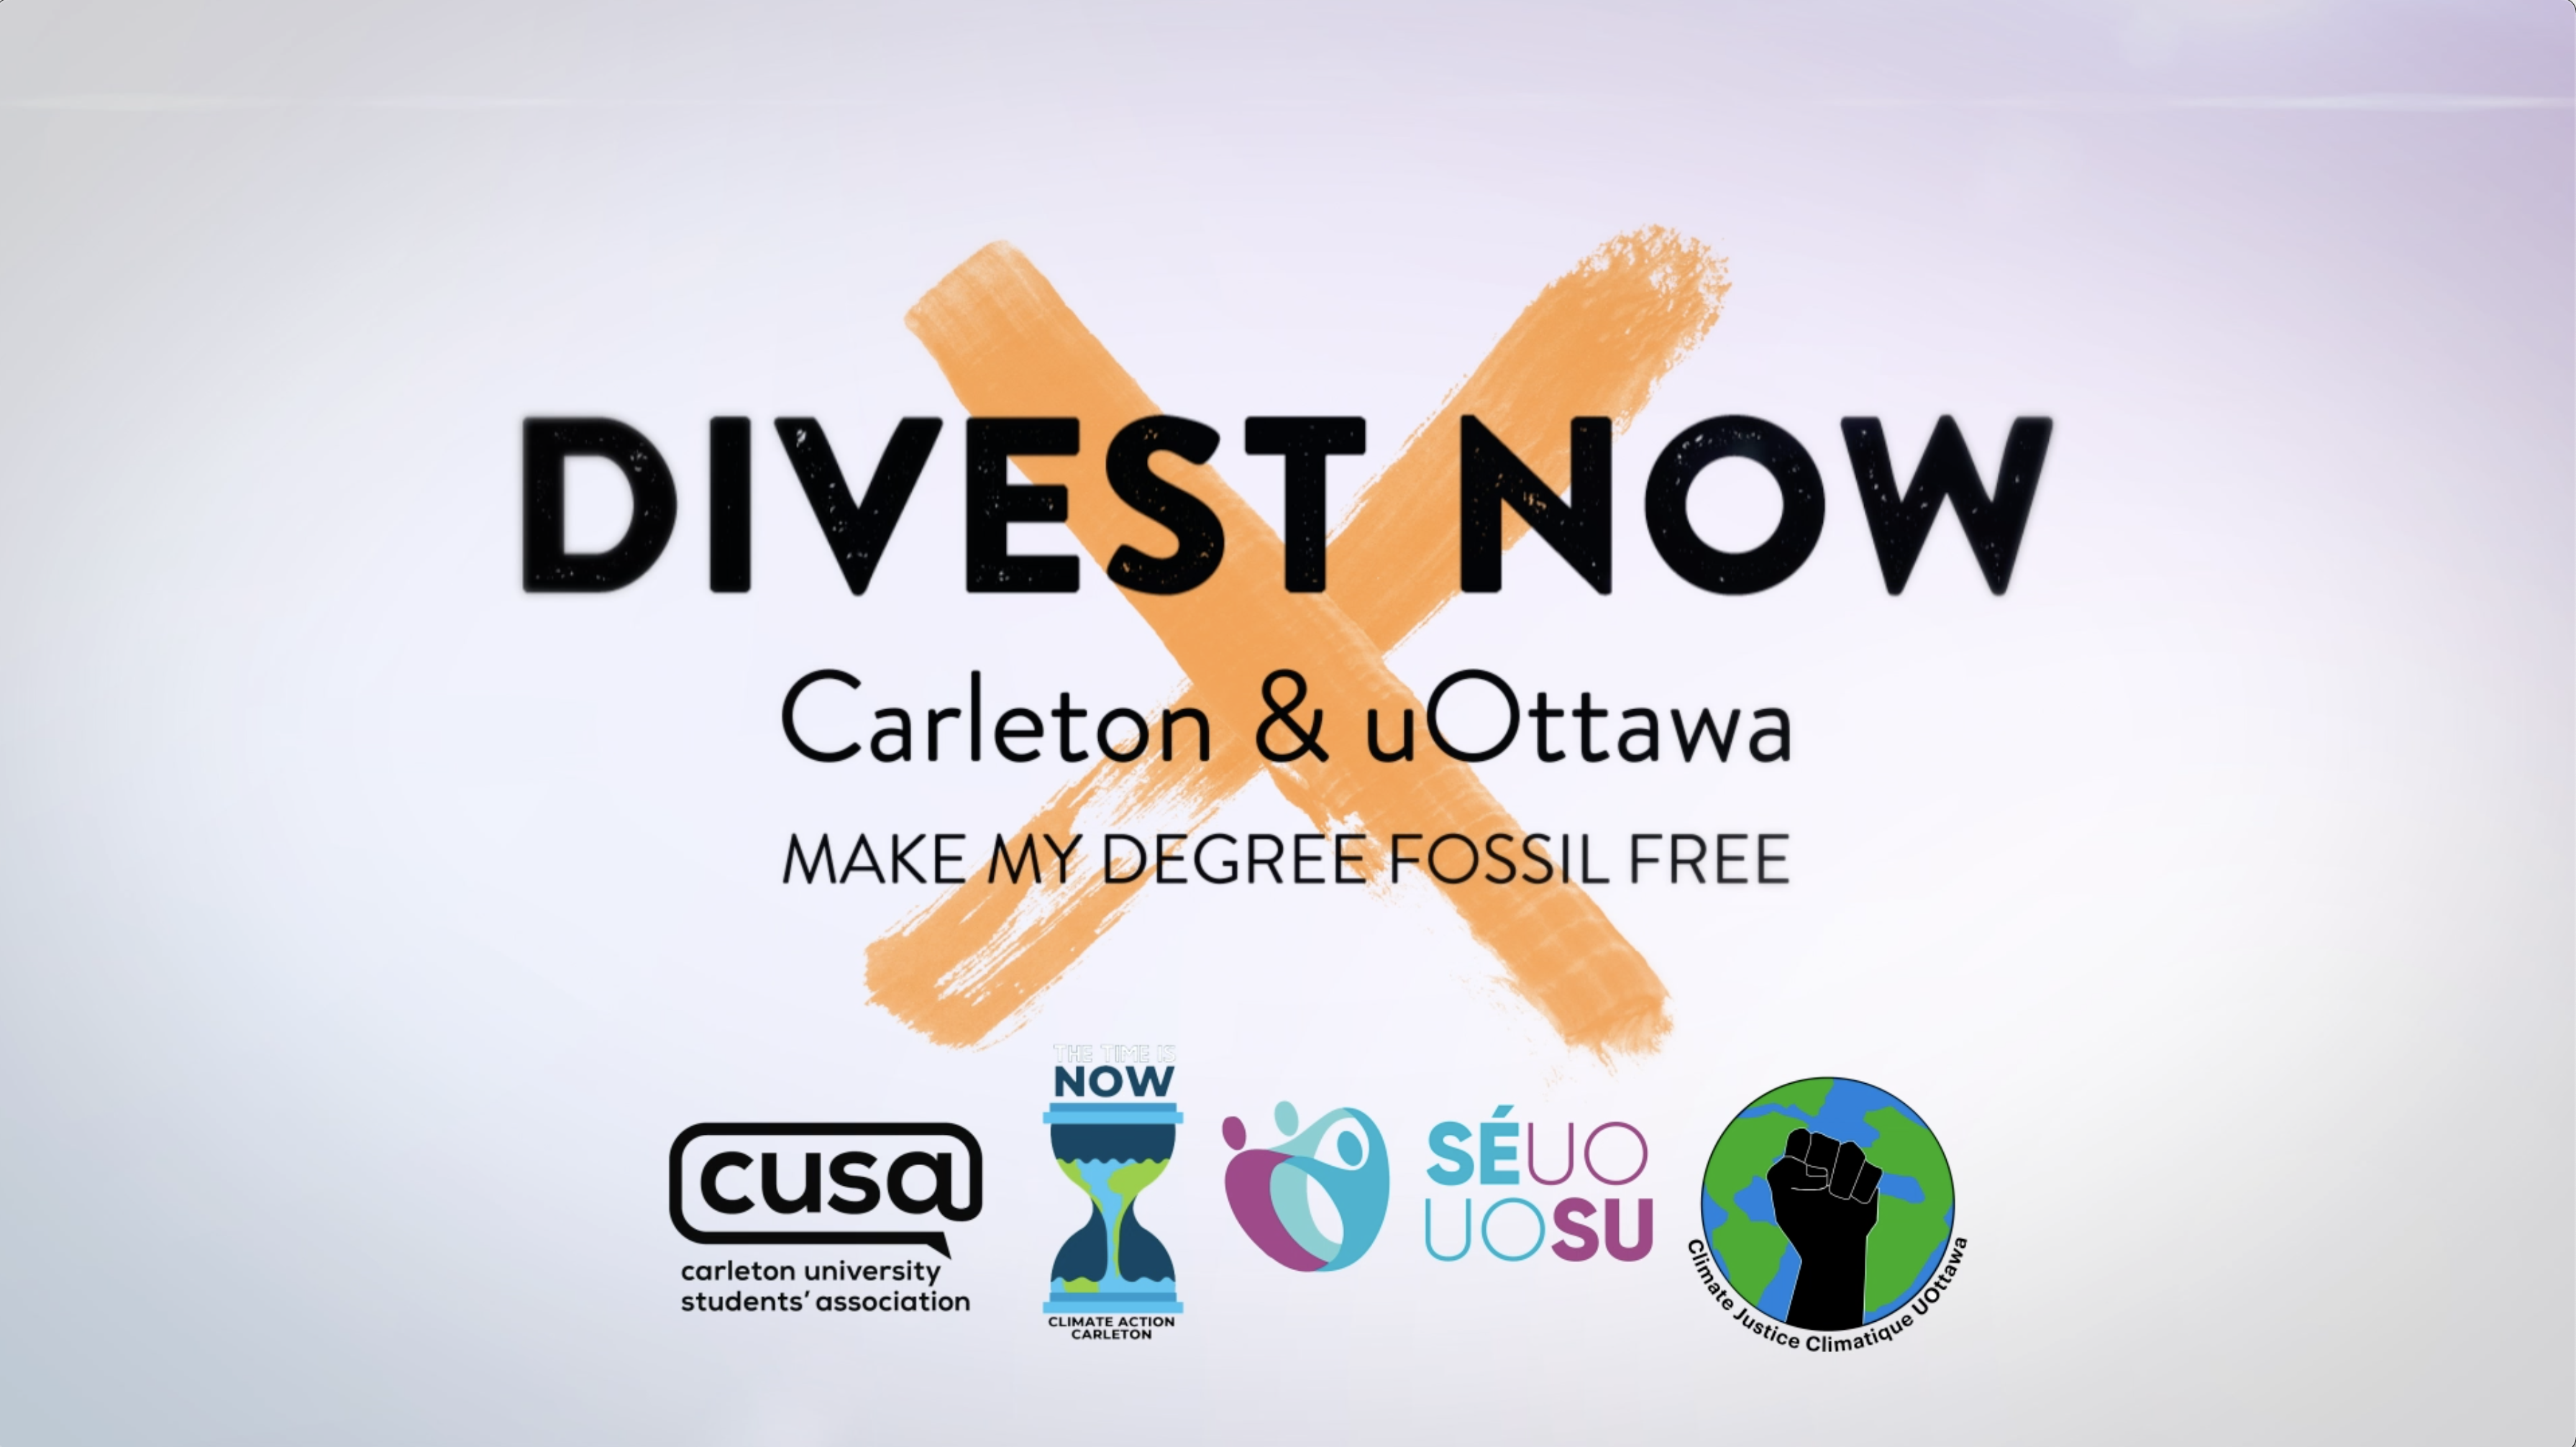 DIVEST NOW
Carleton & uOttawa
MAKE MY DEGREE FOSSIL FREE
cusa
carleton university
students' association
THE TIME IS
NOW
CLIMATE ACTION
CARLETON
SÉUO
UOSU
Climate Justice Climatique UOttawa